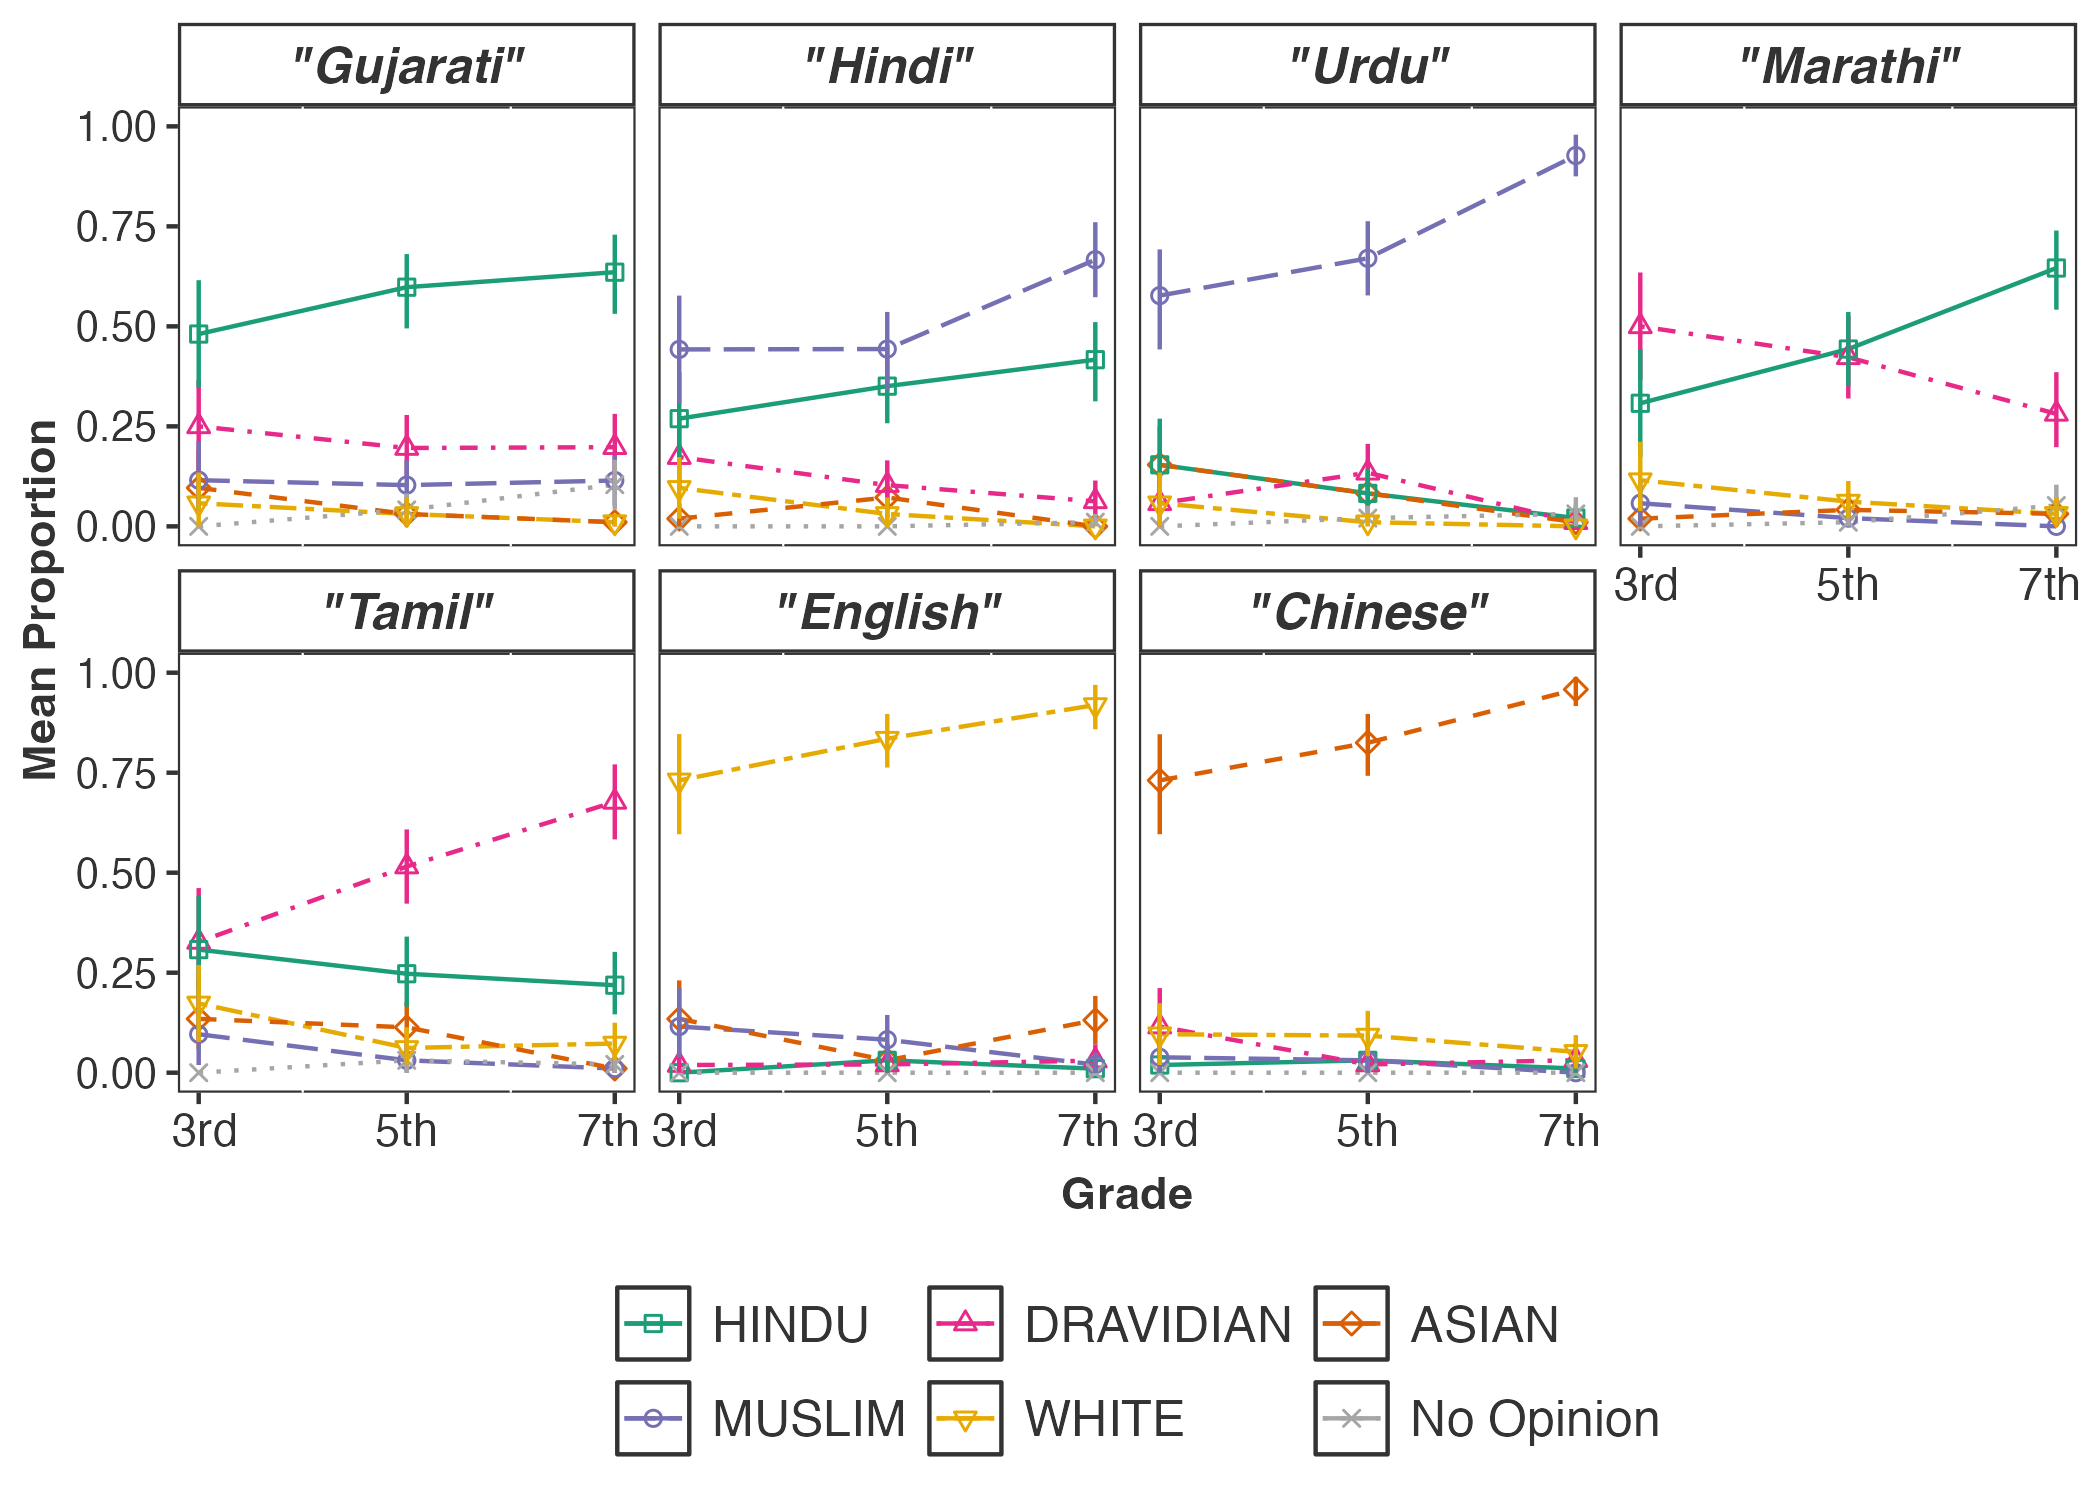 "Gujarati" "Hindi" "Urdu" "Marathi"
1.00
0.75
0.50
0.25
0.00
3rd 5th 7th
Mean Proportion
"Tamil" "English" "Chinese"
1.00
0.75
0.50
0.25
0.00
3rd 5th 7th 3rd 5th 7th 3rd 5th 7th
Grade
HINDU DRAVIDIAN ASIAN
MUSLIM WHITE No Opinion